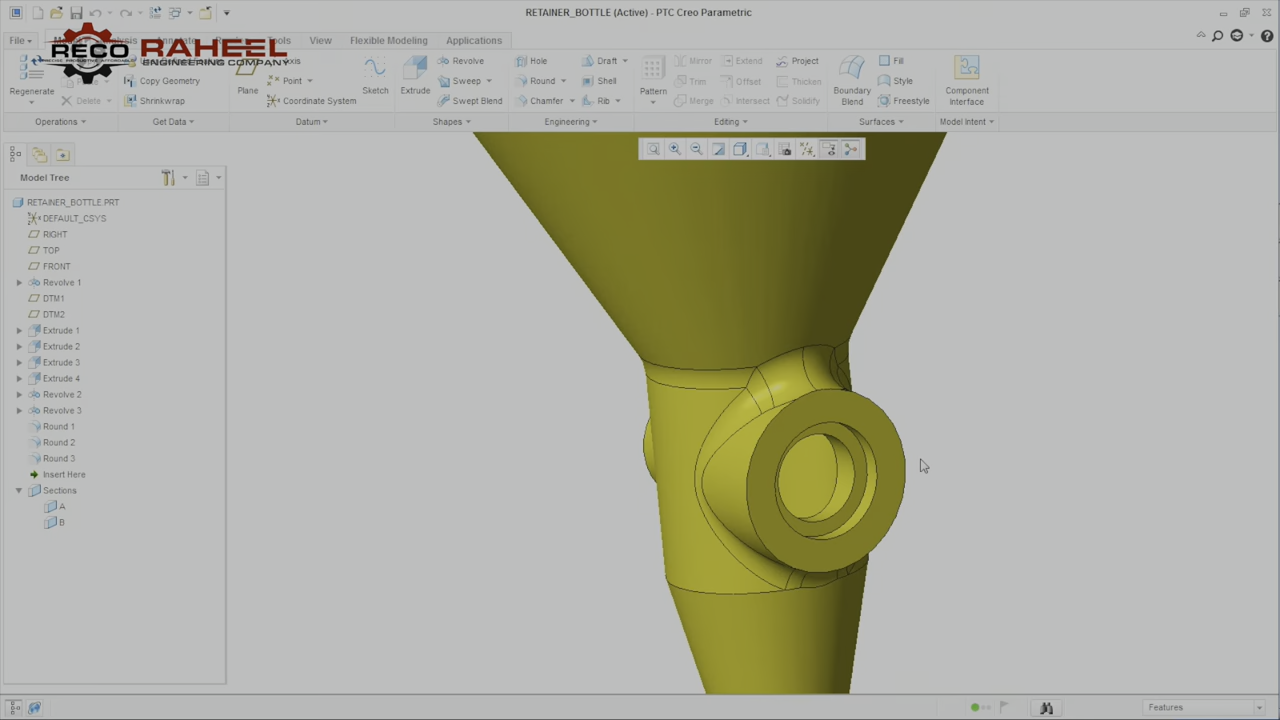 RETAINER_BOTTLE (Active) - PTC Creo Parametric
File
Tools
View
Flexible Modeling
Applications
RECO RAHEEL
ENGINEERING COMPANY
Regenerate
Copy Geometry
Delete
Shrinkwrap
Plane
Axis
Point
Coordinate System
Sketch
Extrude
Revolve
Sweep
Swept Blend
Hole
Round
Chamfer
Draft
Shell
Rib
Pattern
Mirror
Trim
Merge
Extend
Offset
Intersect
Project
Thicken
Solidify
Boundary
Blend
Fill
Style
Freestyle
Component
Interface
Operations
Get Data
Datum
Shapes
Engineering
Editing
Surfaces
Model Intent
Model Tree
RETAINER_BOTTLE.PRT
DEFAULT_CSYS
RIGHT
TOP
FRONT
Revolve 1
DTM1
DTM2
Extrude 1
Extrude 2
Extrude 3
Extrude 4
Revolve 2
Revolve 3
Round 1
Round 2
Round 3
Insert Here
Sections
A
B
Features